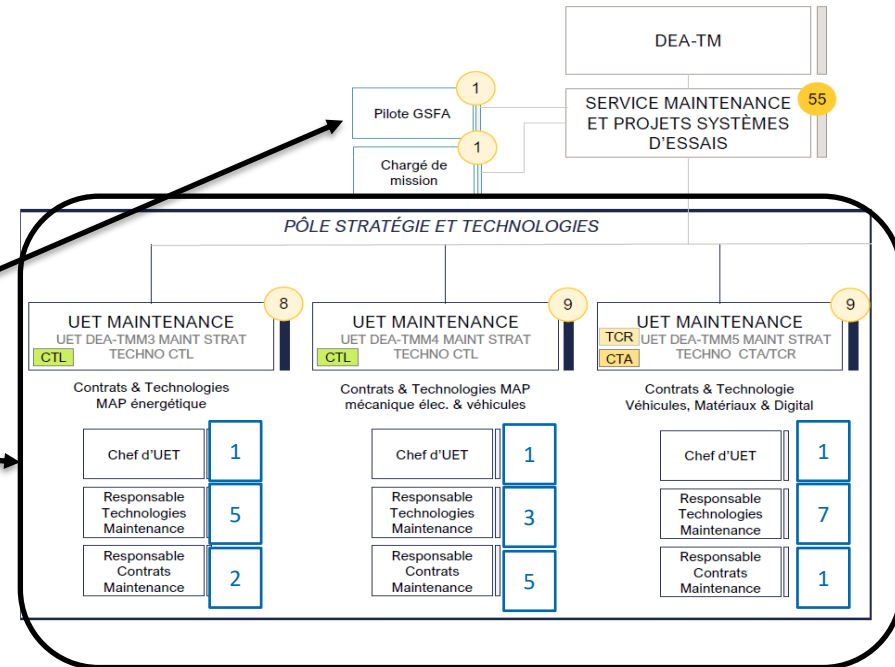 DEA-TM
1
Pilote GSFA
SERVICE MAINTENANCE
ET PROJETS SYSTÈMES
D'ESSAIS
55
1
Chargé de
mission
PÔLE STRATÉGIE ET TECHNOLOGIES
8
UET MAINTENANCE
UET DEA-TMM3 MAINT STRAT
TECHNO CTL
CTL
Contrats & Technologies
MAP énergétique
Chef d'UET
1
Responsable
Technologies
Maintenance
5
Responsable
Contrats
Maintenance
2
9
UET MAINTENANCE
UET DEA-TMM4 MAINT STRAT
TECHNO CTL
CTL
Contrats & Technologies MAP
mécanique élec. & véhicules
Chef d'UET
1
Responsable
Technologies
Maintenance
3
Responsable
Contrats
Maintenance
5
9
UET MAINTENANCE
TCR
UET DEA-TMM5 MAINT STRAT
TECHNO CTA/TCR
CTA
Contrats & Technologie
Véhicules, Matériaux & Digital
Chef d'UET
1
Responsable
Technologies
Maintenance
7
Responsable
Contrats
Maintenance
1